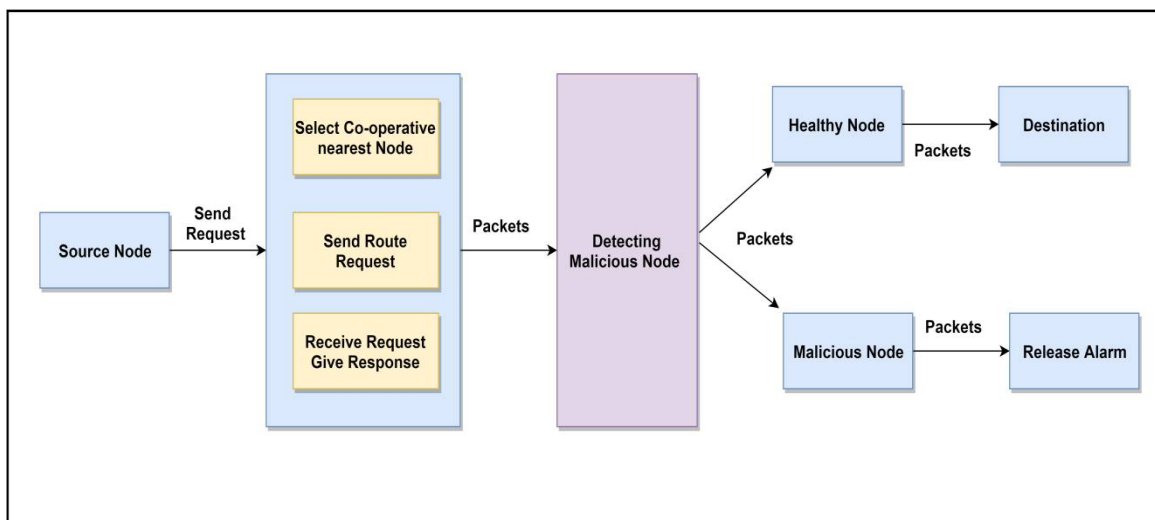 Source Node
Send
Request
Select Co-operative
nearest Node
Send Route
Request
Receive Request
Give Response
Packets
Detecting
Malicious Node
Packets
Healthy Node
Packets
Destination
Malicious Node
Packets
Release Alarm